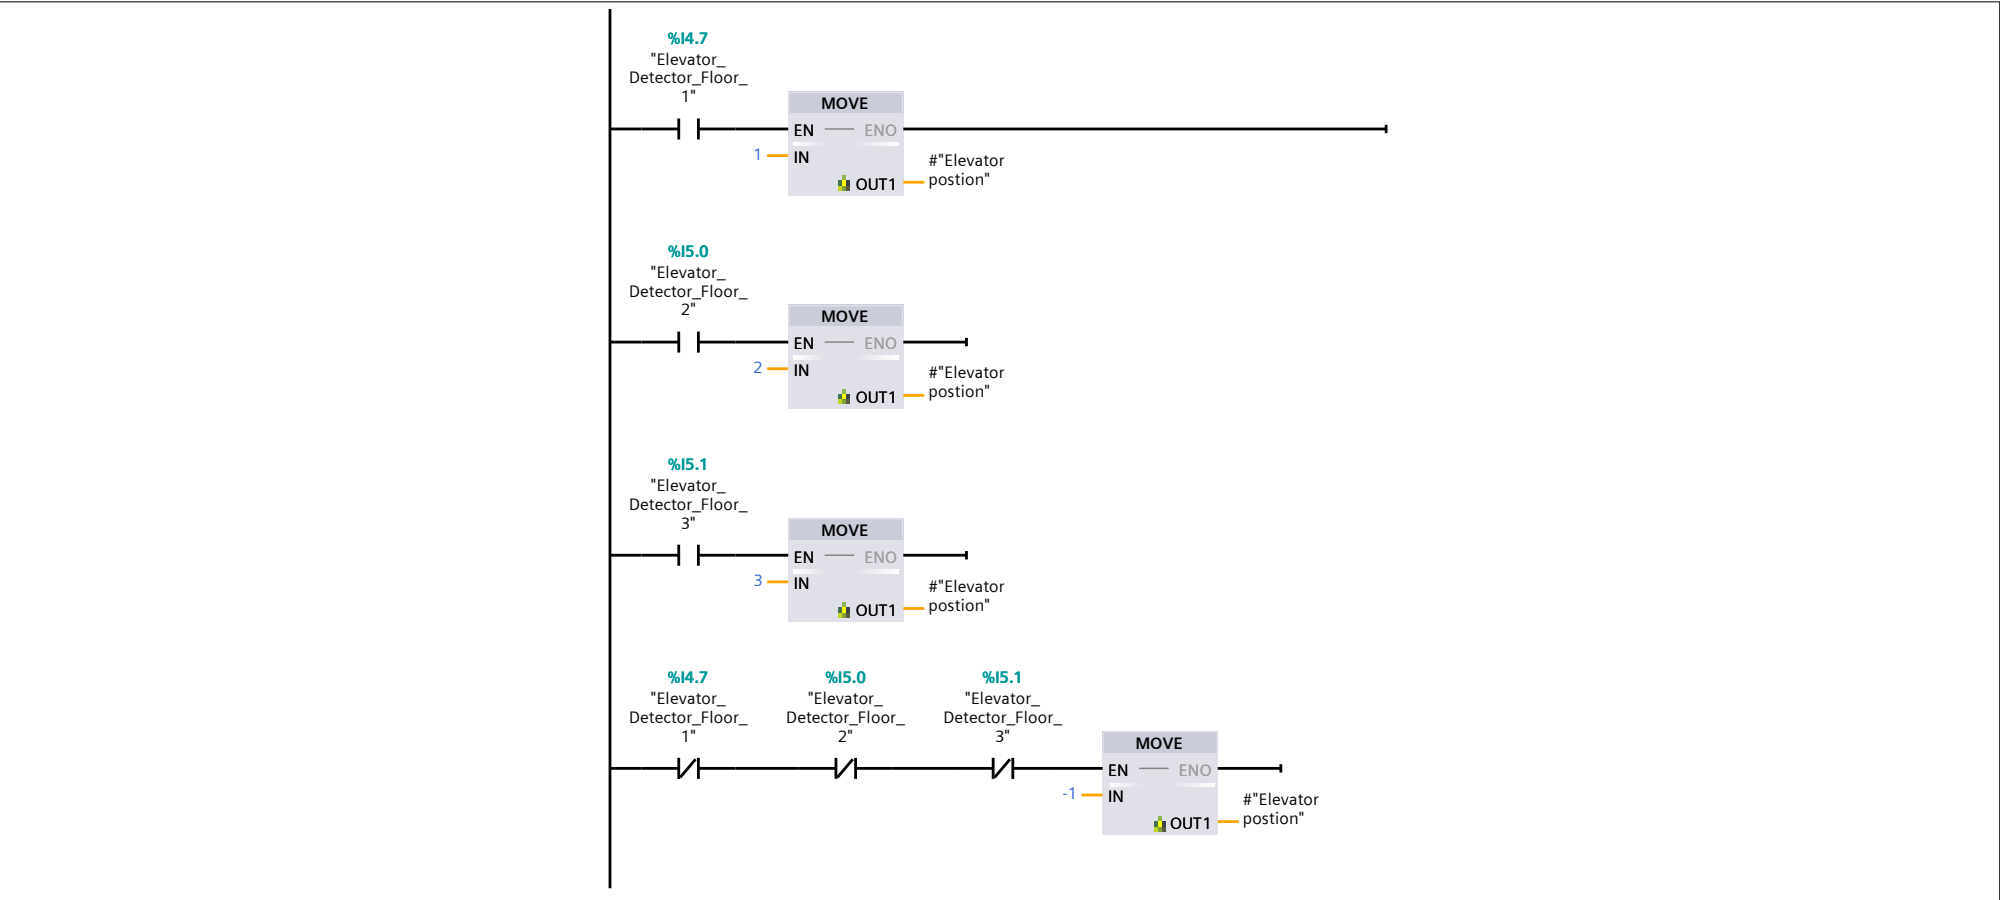 %I4.7
"Elevator_
Detector_Floor_
1"
MOVE
EN ENO
1 IN
OUT1
#"Elevator
postion"
%I5.0
"Elevator_
Detector_Floor_
2"
MOVE
EN ENO
2 IN
OUT1
#"Elevator
postion"
%I5.1
"Elevator_
Detector_Floor_
3"
MOVE
EN ENO
3 IN
OUT1
#"Elevator
postion"
%I4.7
"Elevator_
Detector_Floor_
1"
%I5.0
"Elevator_
Detector_Floor_
2"
%I5.1
"Elevator_
Detector_Floor_
3"
MOVE
EN ENO
-1 IN
OUT1
#"Elevator
postion"